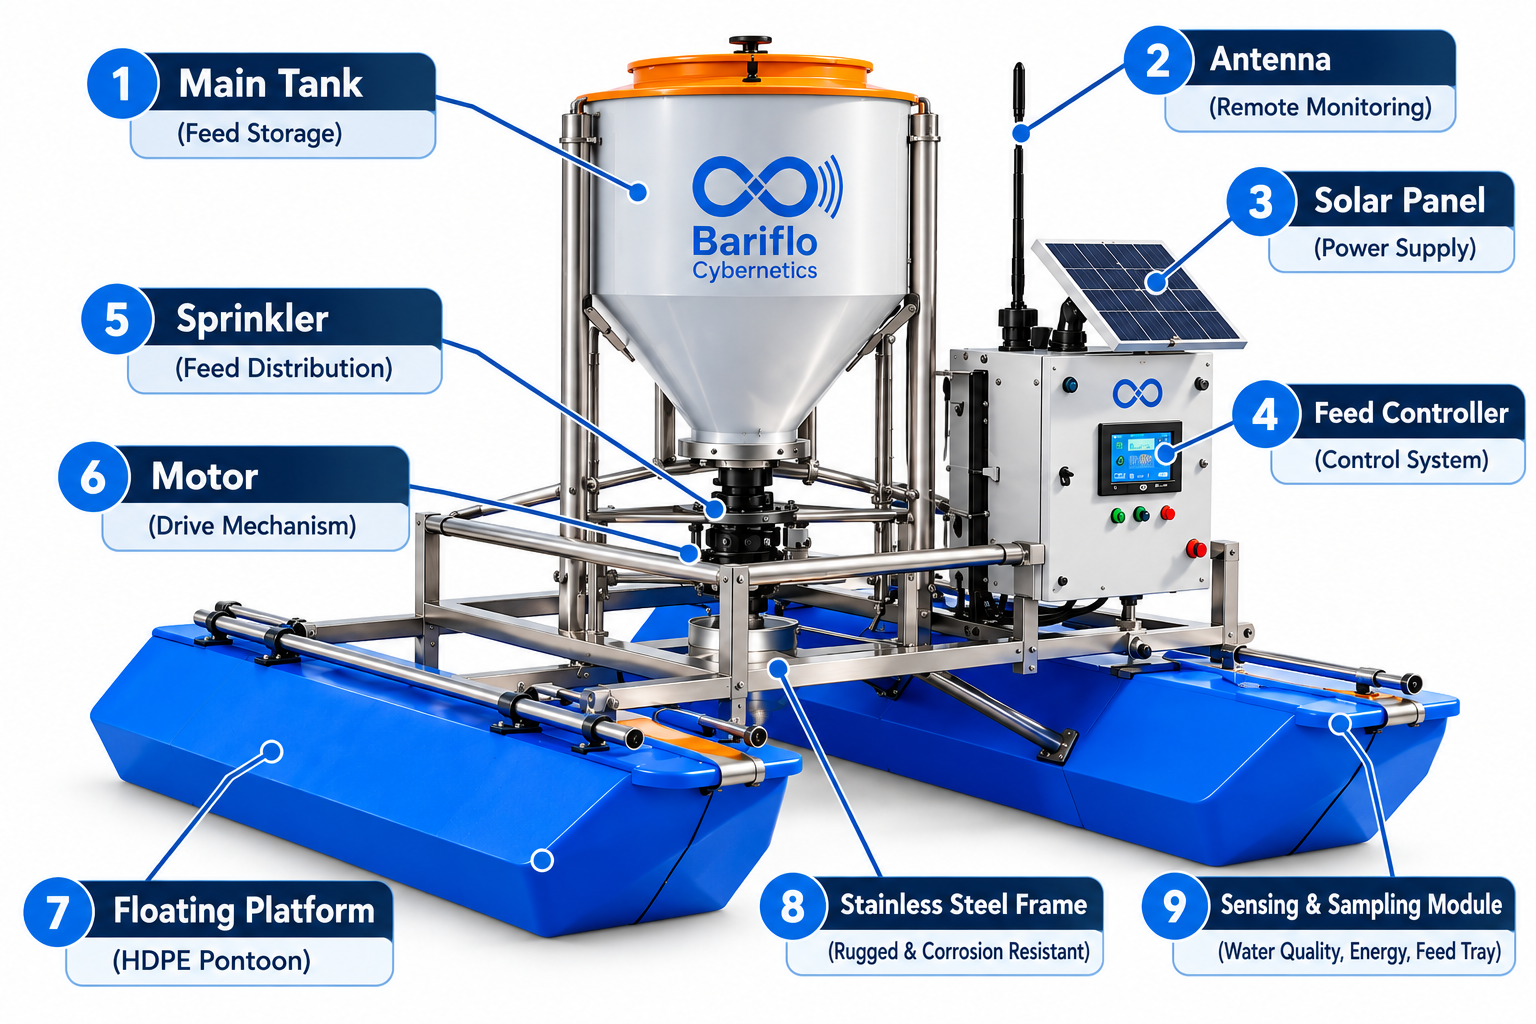 1
Main Tank
(Feed Storage)
2
Antenna
(Remote Monitoring)
3
Solar Panel
(Power Supply)
Bariflo
Cybernetics
5
Sprinkler
(Feed Distribution)
4
Feed Controller
(Control System)
6
Motor
(Drive Mechanism)
7
Floating Platform
(HDPE Pontoon)
8
Stainless Steel Frame
(Rugged & Corrosion Resistant)
9
Sensing & Sampling Module
(Water Quality, Energy, Feed Tray)